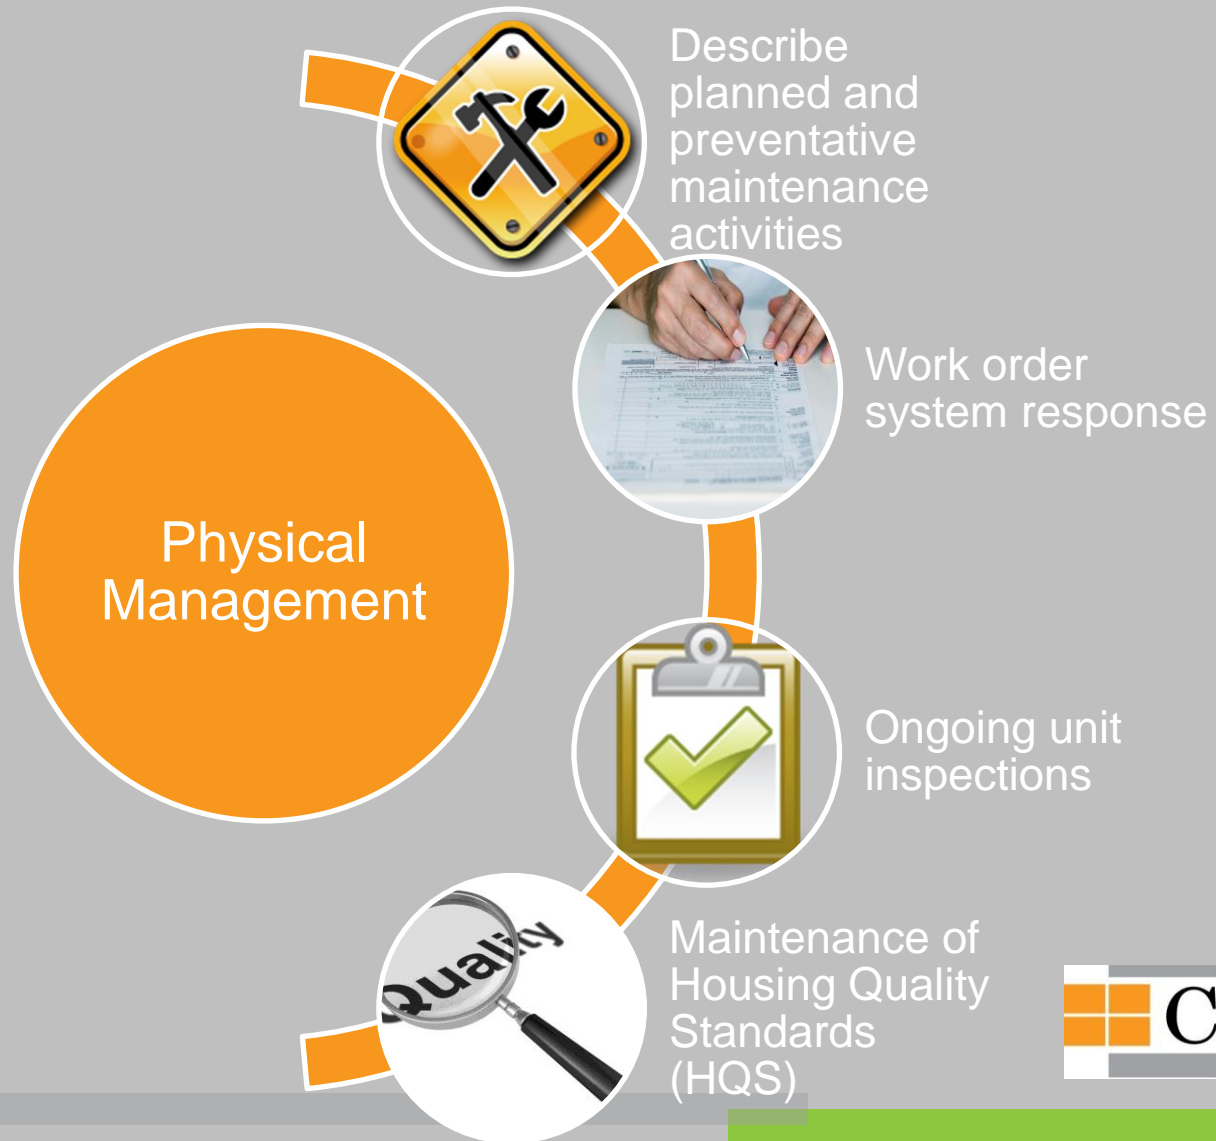 Describe
planned and
preventative
maintenance
activities
Work order
system response
Physical
Management
Ongoing unit
inspections
Quality
Maintenance of
Housing Quality
Standards
(HQS)
C